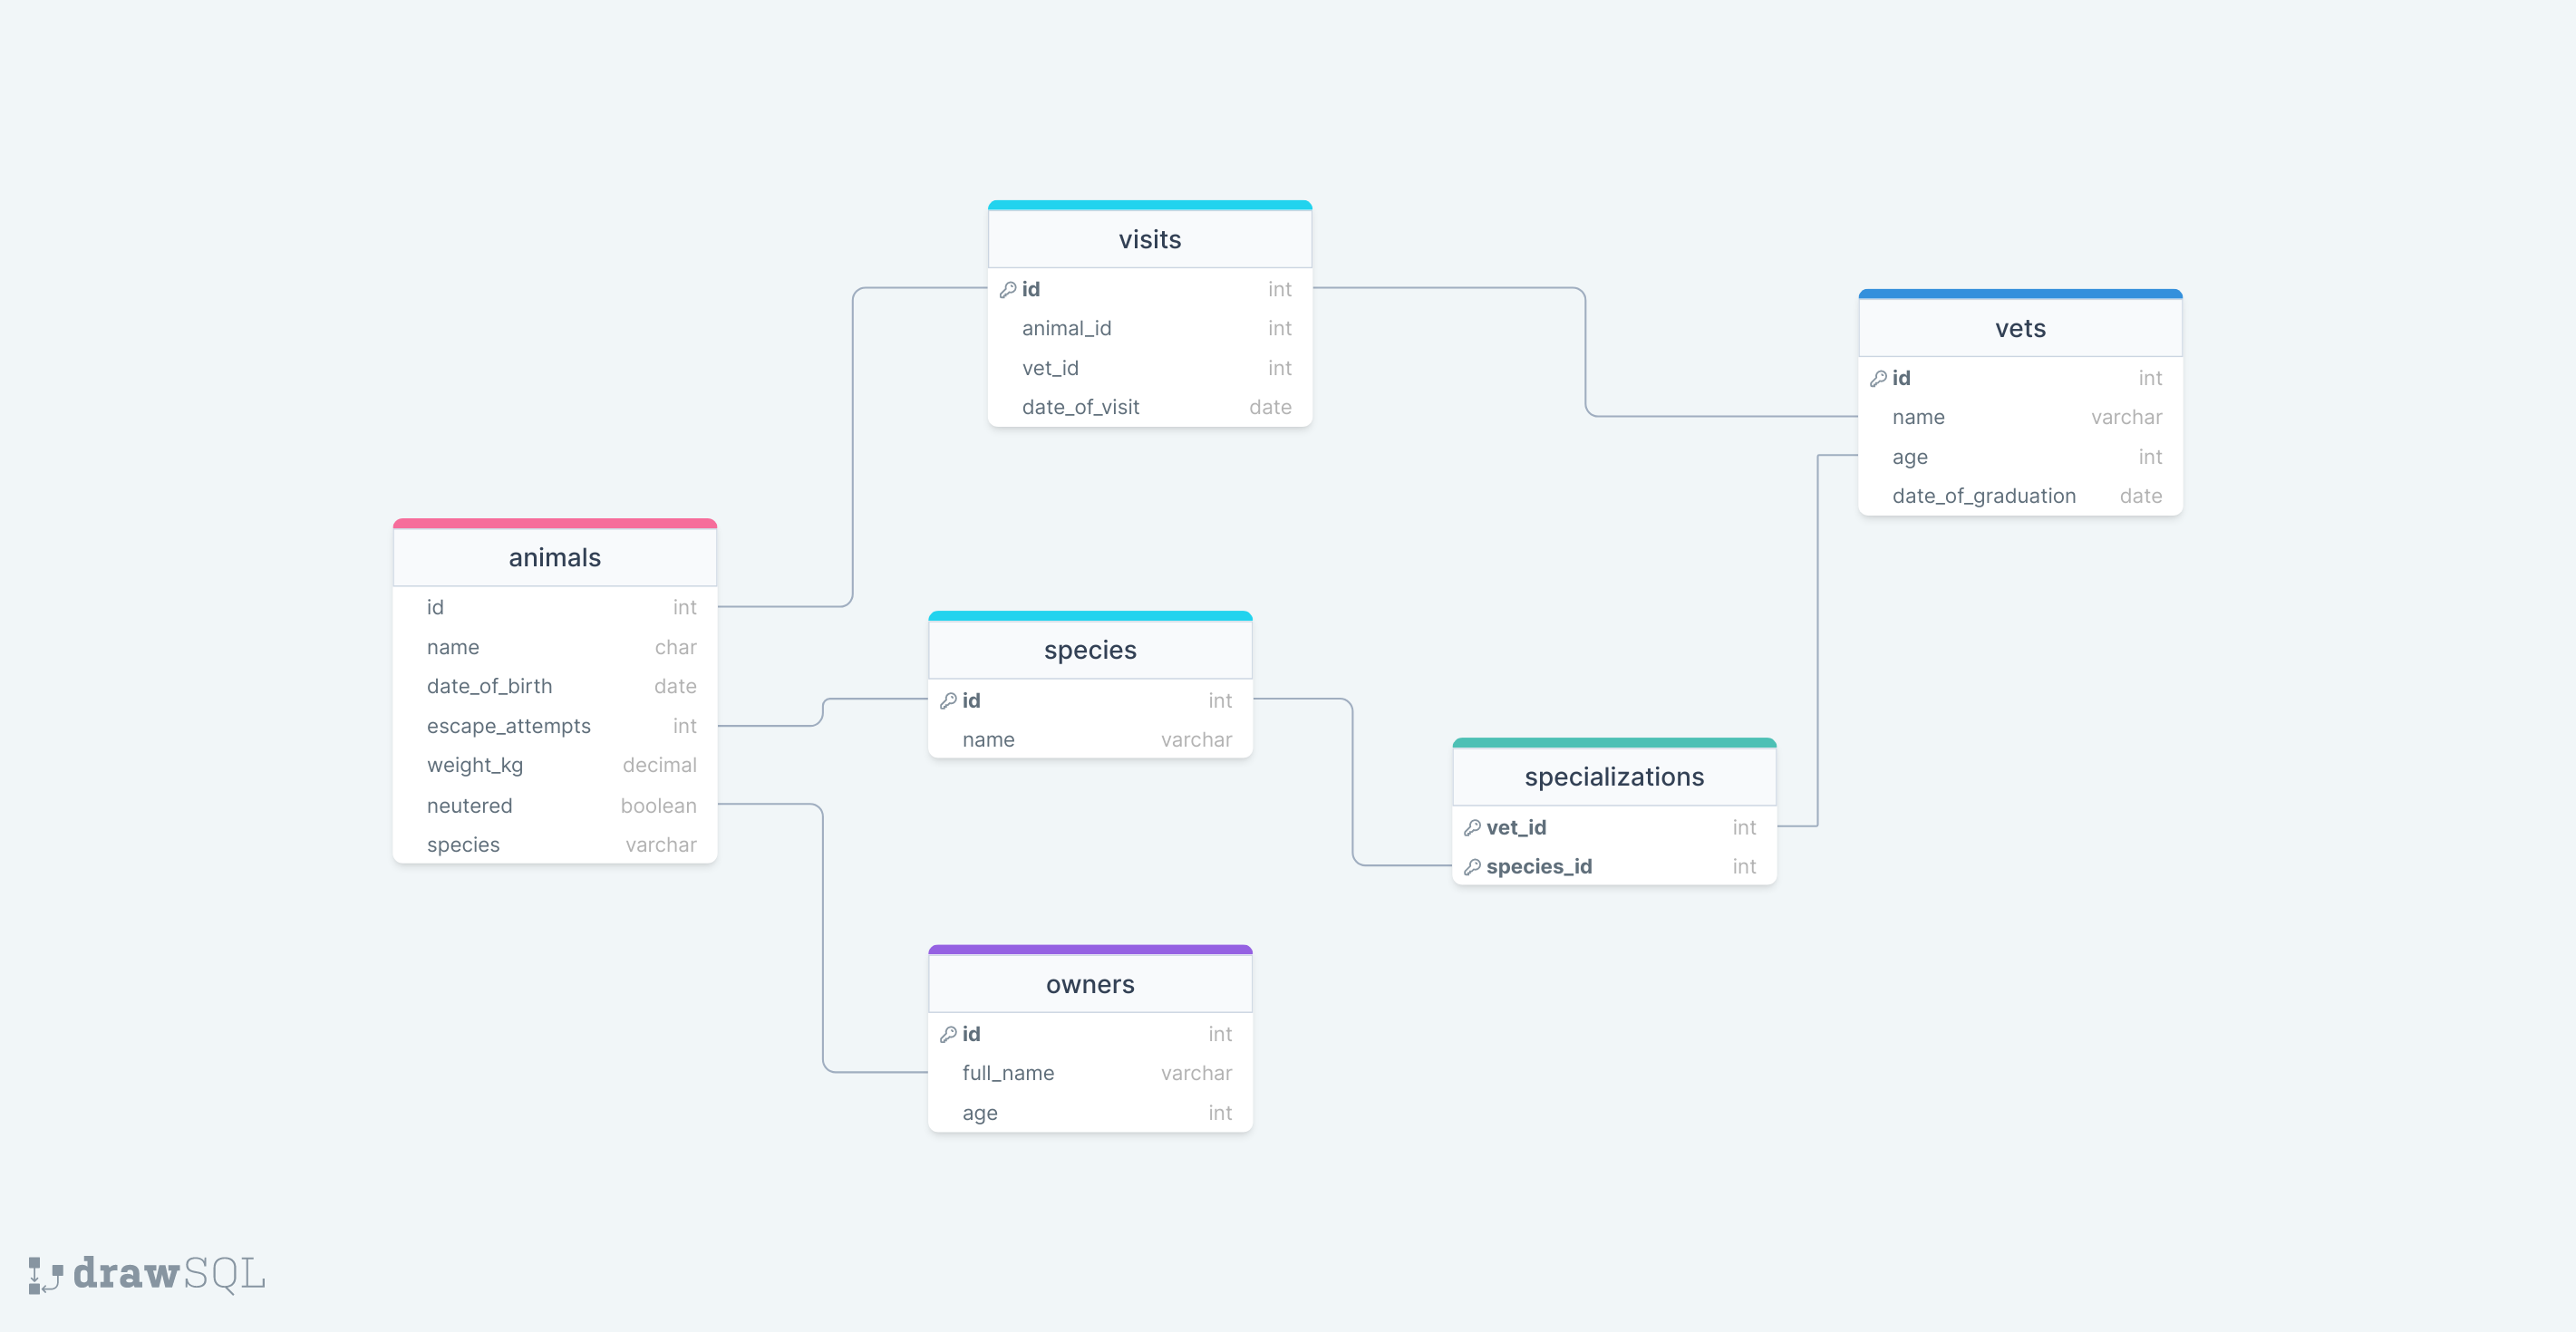 visits
id int
animal_id int
vet_id int
date_of_visit date
vets
id int
name varchar
age int
date_of_graduation date
animals
id int
name char
date_of_birth date
escape_attempts int
weight_kg decimal
neutered boolean
species varchar
species
id int
name varchar
specializations
vet_id int
species_id int
owners
id int
full_name varchar
age int
drawSQL